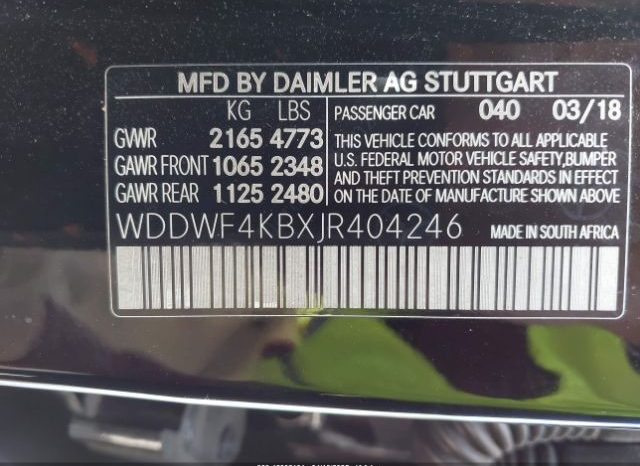 MFD BY DAIMLER AG STUTTGART
KG LBS
GVWR 2165 4773
GAWR FRONT 1065 2348
GAWR REAR 1125 2480
PASSENGER CAR 040 03/18
THIS VEHICLE CONFORMS TO ALL APPLICABLE
U.S. FEDERAL MOTOR VEHICLE SAFETY,BUMPER
AND THEFT PREVENTION STANDARDS IN EFFECT
ON THE DATE OF MANUFACTURE SHOWN ABOVE
WDDWF4KBXJR404246 MADE IN SOUTH AFRICA